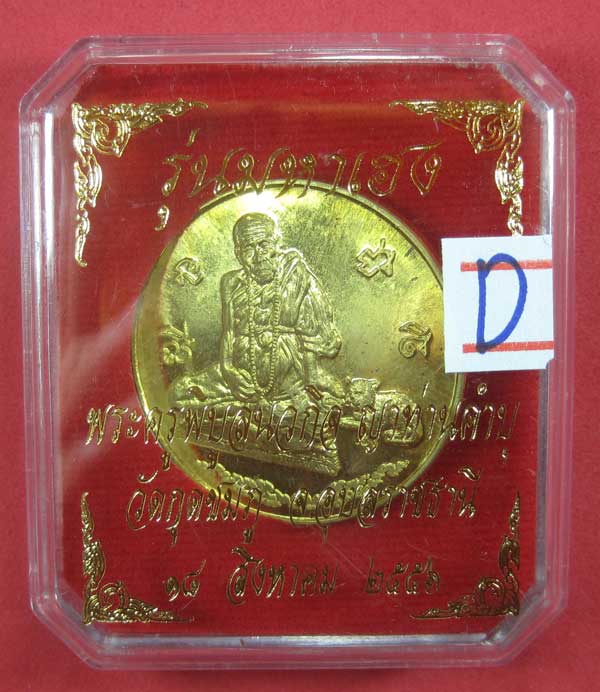 รุ่นมหาเฮง
D
พระครูพิบูลนวกิจ ญาท่านคำบุ
วัดกุดชมภู จ.อุบลราชธานี
๑๘ สิงหาคม ๒๕๕๖